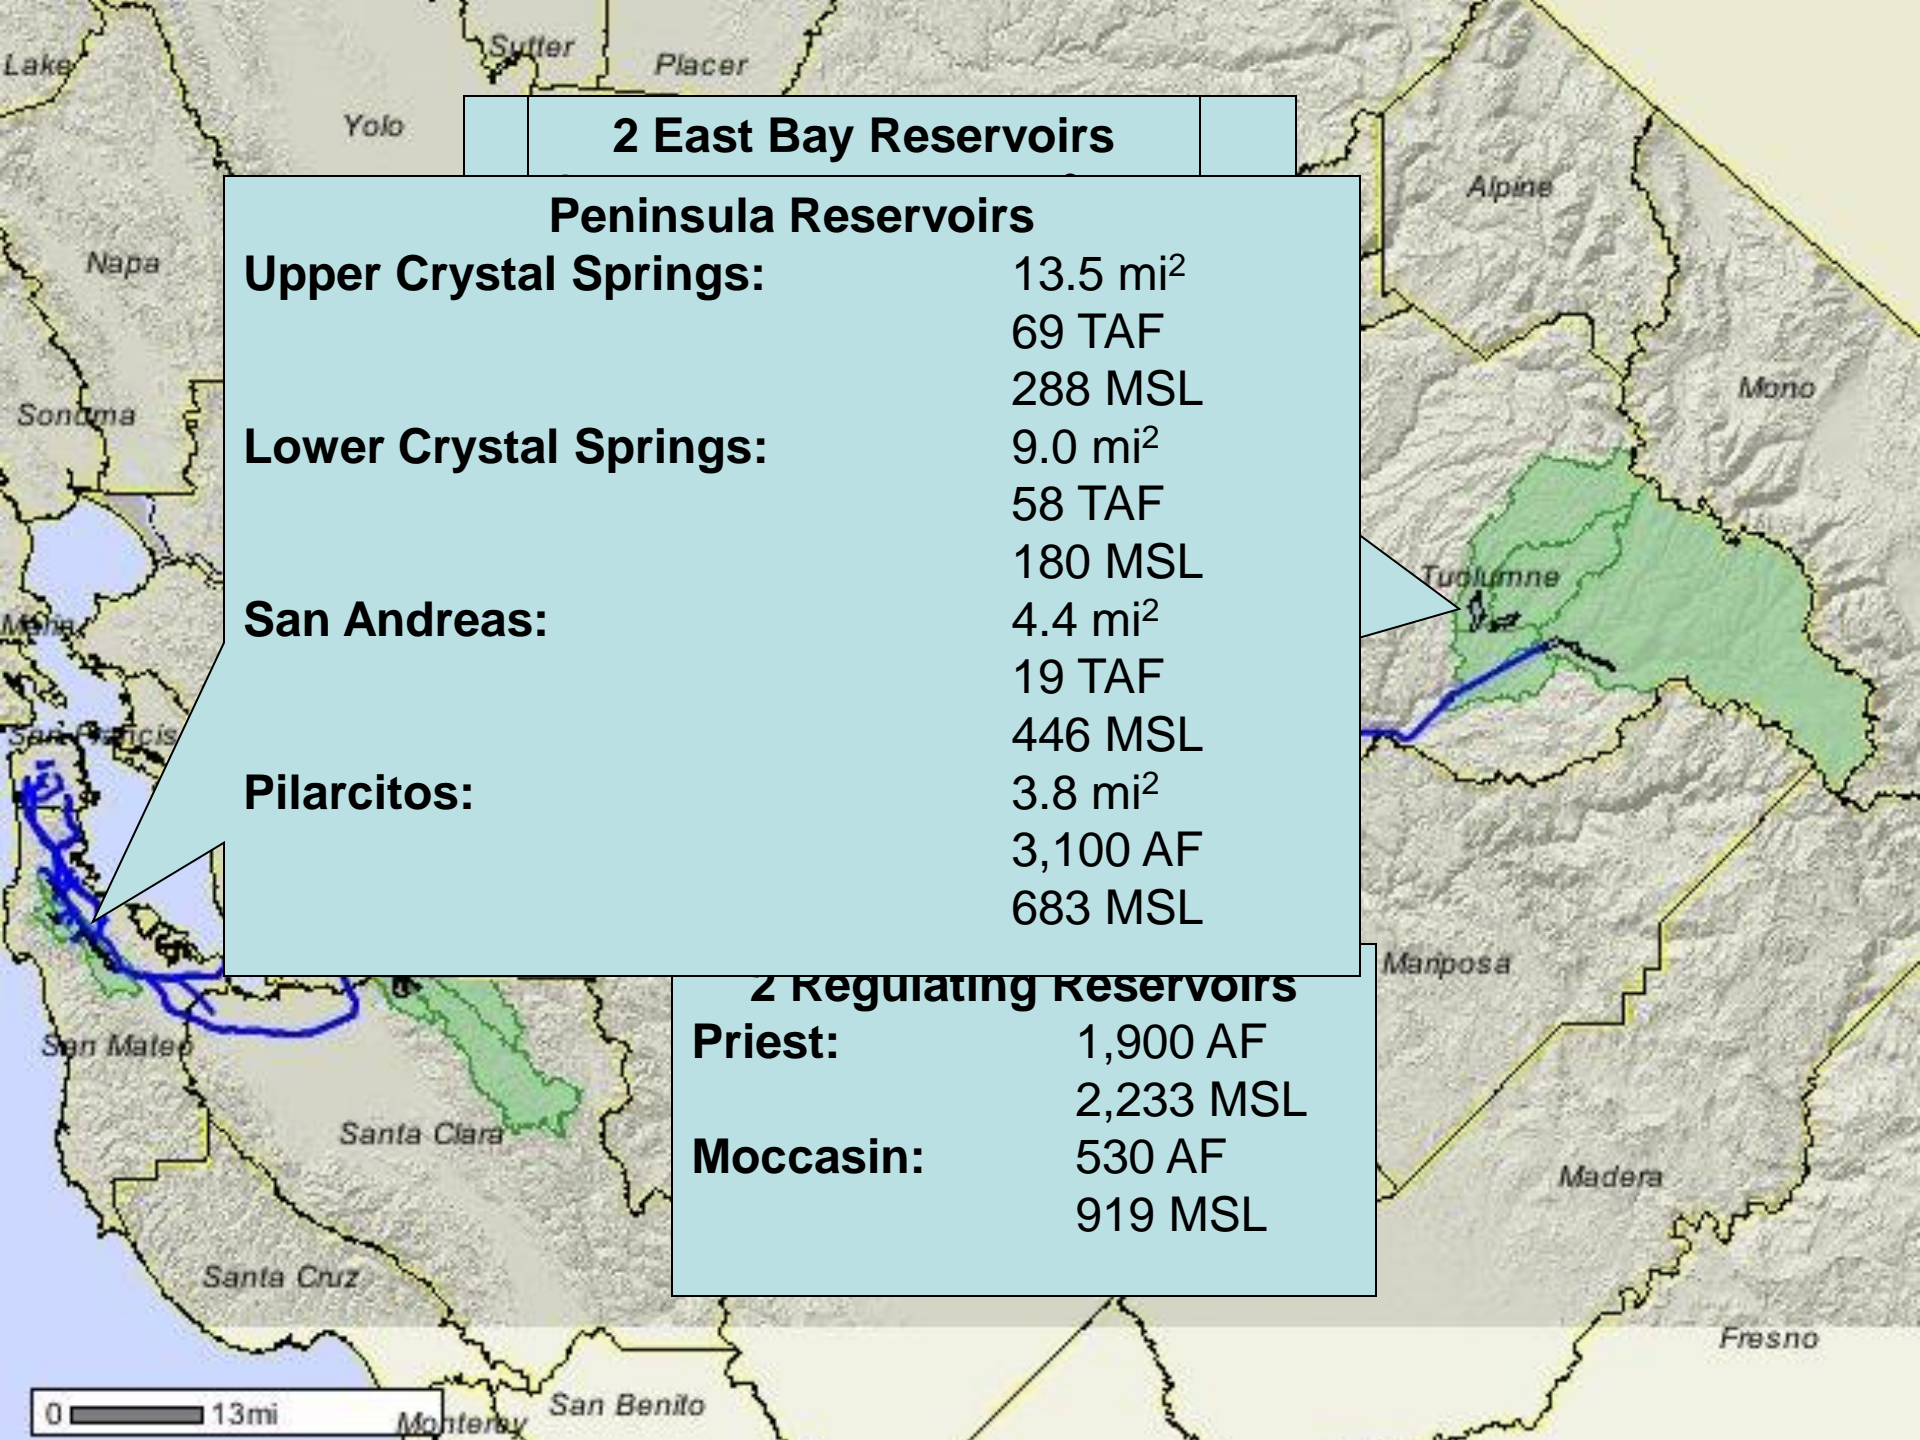 Lake
Sutter
Placer
Yolo
2 East Bay Reservoirs
Alpine
Peninsula Reservoirs
Napa
Upper Crystal Springs: 13.5 mi²
69 TAF
288 MSL
Mono
Sonoma
Lower Crystal Springs: 9.0 mi²
58 TAF
180 MSL
Tuolumne
Marin
San Andreas: 4.4 mi²
19 TAF
446 MSL
San Francis
Pilarcitos: 3.8 mi²
3,100 AF
683 MSL
Mariposa
2 Regulating Reservoirs
Priest: 1,900 AF
2,233 MSL
San Mateo
Santa Clara
Moccasin: 530 AF
919 MSL
Madera
Santa Cruz
Fresno
0 13mi
Monterey
San Benito